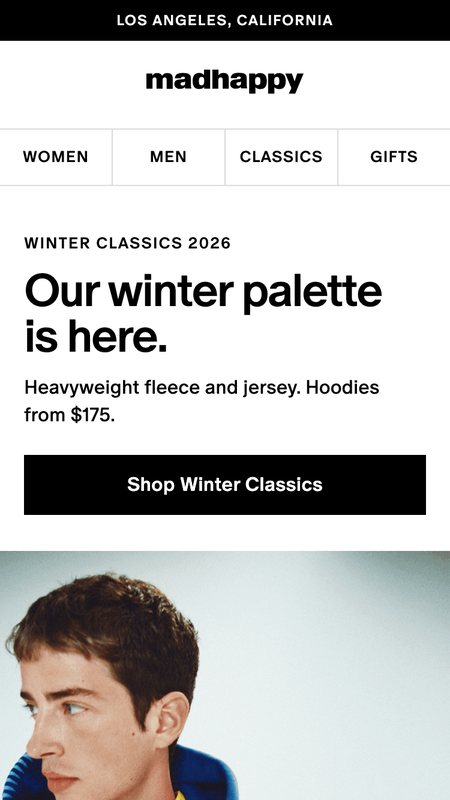 LOS ANGELES, CALIFORNIA
madhappy
WOMEN
MEN
CLASSICS
GIFTS
WINTER CLASSICS 2026
Our winter palette
is here.
Heavyweight fleece and jersey. Hoodies
from $175.
Shop Winter Classics